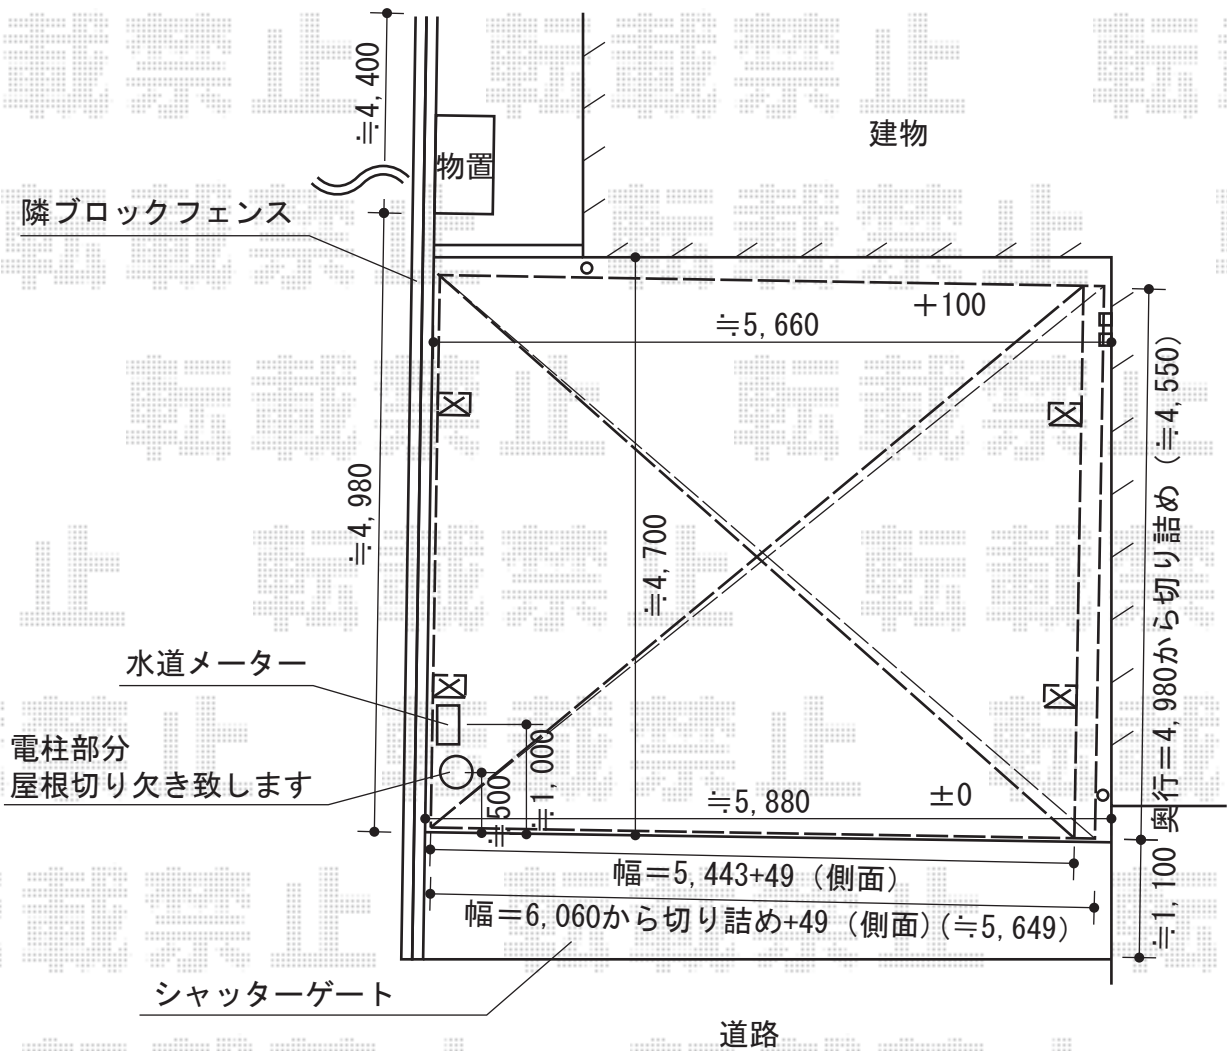 ≒4,400
建物
物置
隣ブロックフェンス
+100
≒5,660
≒4,980
≒4,700
奥行=4,980から切り詰め（≒4,550）
水道メーター
電柱部分
屋根切り欠き致します
≒500
≒1,000
≒5,880
±0
≒1,100
幅=5,443+49（側面）
幅=6,060から切り詰め+49（側面）(≒5,649)
シャッターゲート
道路
転載禁止